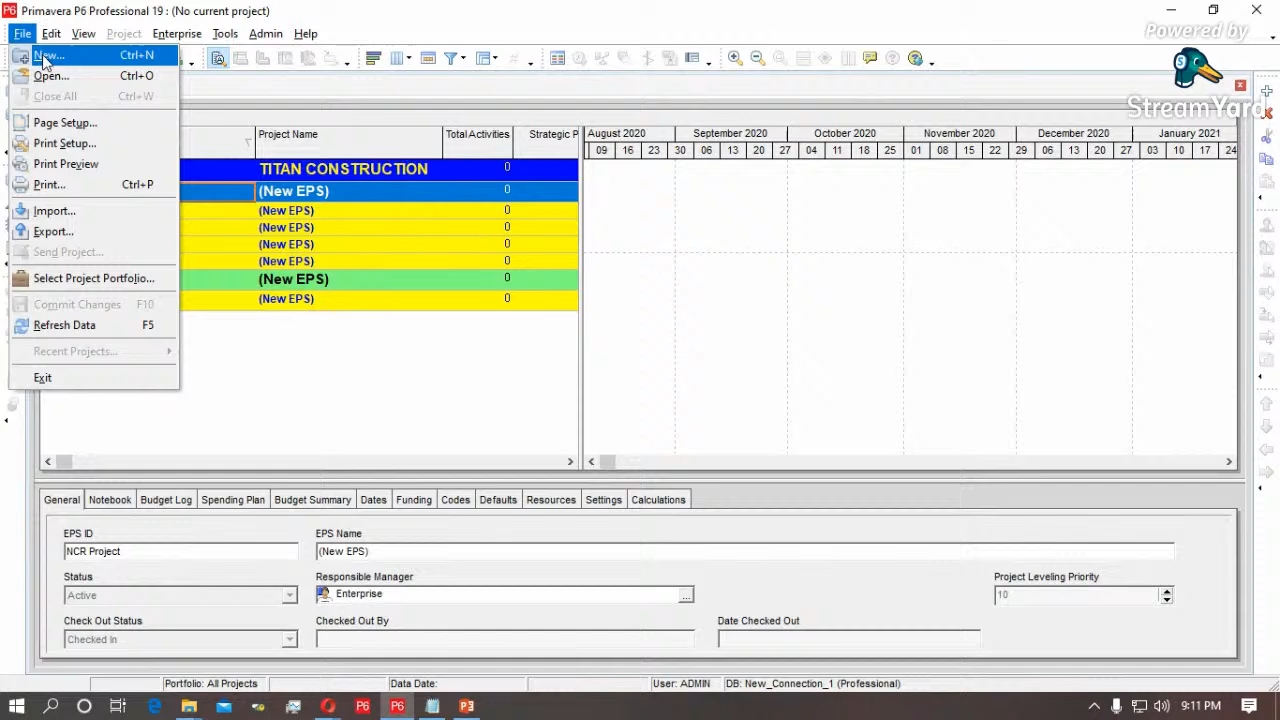 Primavera P6 Professional 19 : (No current project)
File Edit View Project Enterprise Tools Admin Help
Powered by
StreamYard
New... Ctrl+N
Open... Ctrl+O
Close All Ctrl+W
Page Setup...
Print Setup...
Print Preview
Print... Ctrl+P
Import...
Export...
Send Project...
Select Project Portfolio...
Commit Changes F10
Refresh Data F5
Recent Projects...
Exit
Project Name Total Activities Strategic P
August 2020 September 2020 October 2020 November 2020 December 2020 January 2021
09 16 23 30 06 13 20 27 04 11 18 25 01 08 15 22 29 06 13 20 27 03 10 17 24
TITAN CONSTRUCTION 0
(New EPS) 0
(New EPS) 0
(New EPS) 0
(New EPS) 0
(New EPS) 0
(New EPS) 0
(New EPS) 0
General Notebook Budget Log Spending Plan Budget Summary Dates Funding Codes Defaults Resources Settings Calculations
EPS ID EPS Name
NCR Project (New EPS)
Status Responsible Manager Project Leveling Priority
Active Enterprise ... 10
Check Out Status Checked Out By Date Checked Out
Checked In
Portfolio: All Projects Data Date: User: ADMIN DB: New_Connection_1 (Professional)
9:11 PM